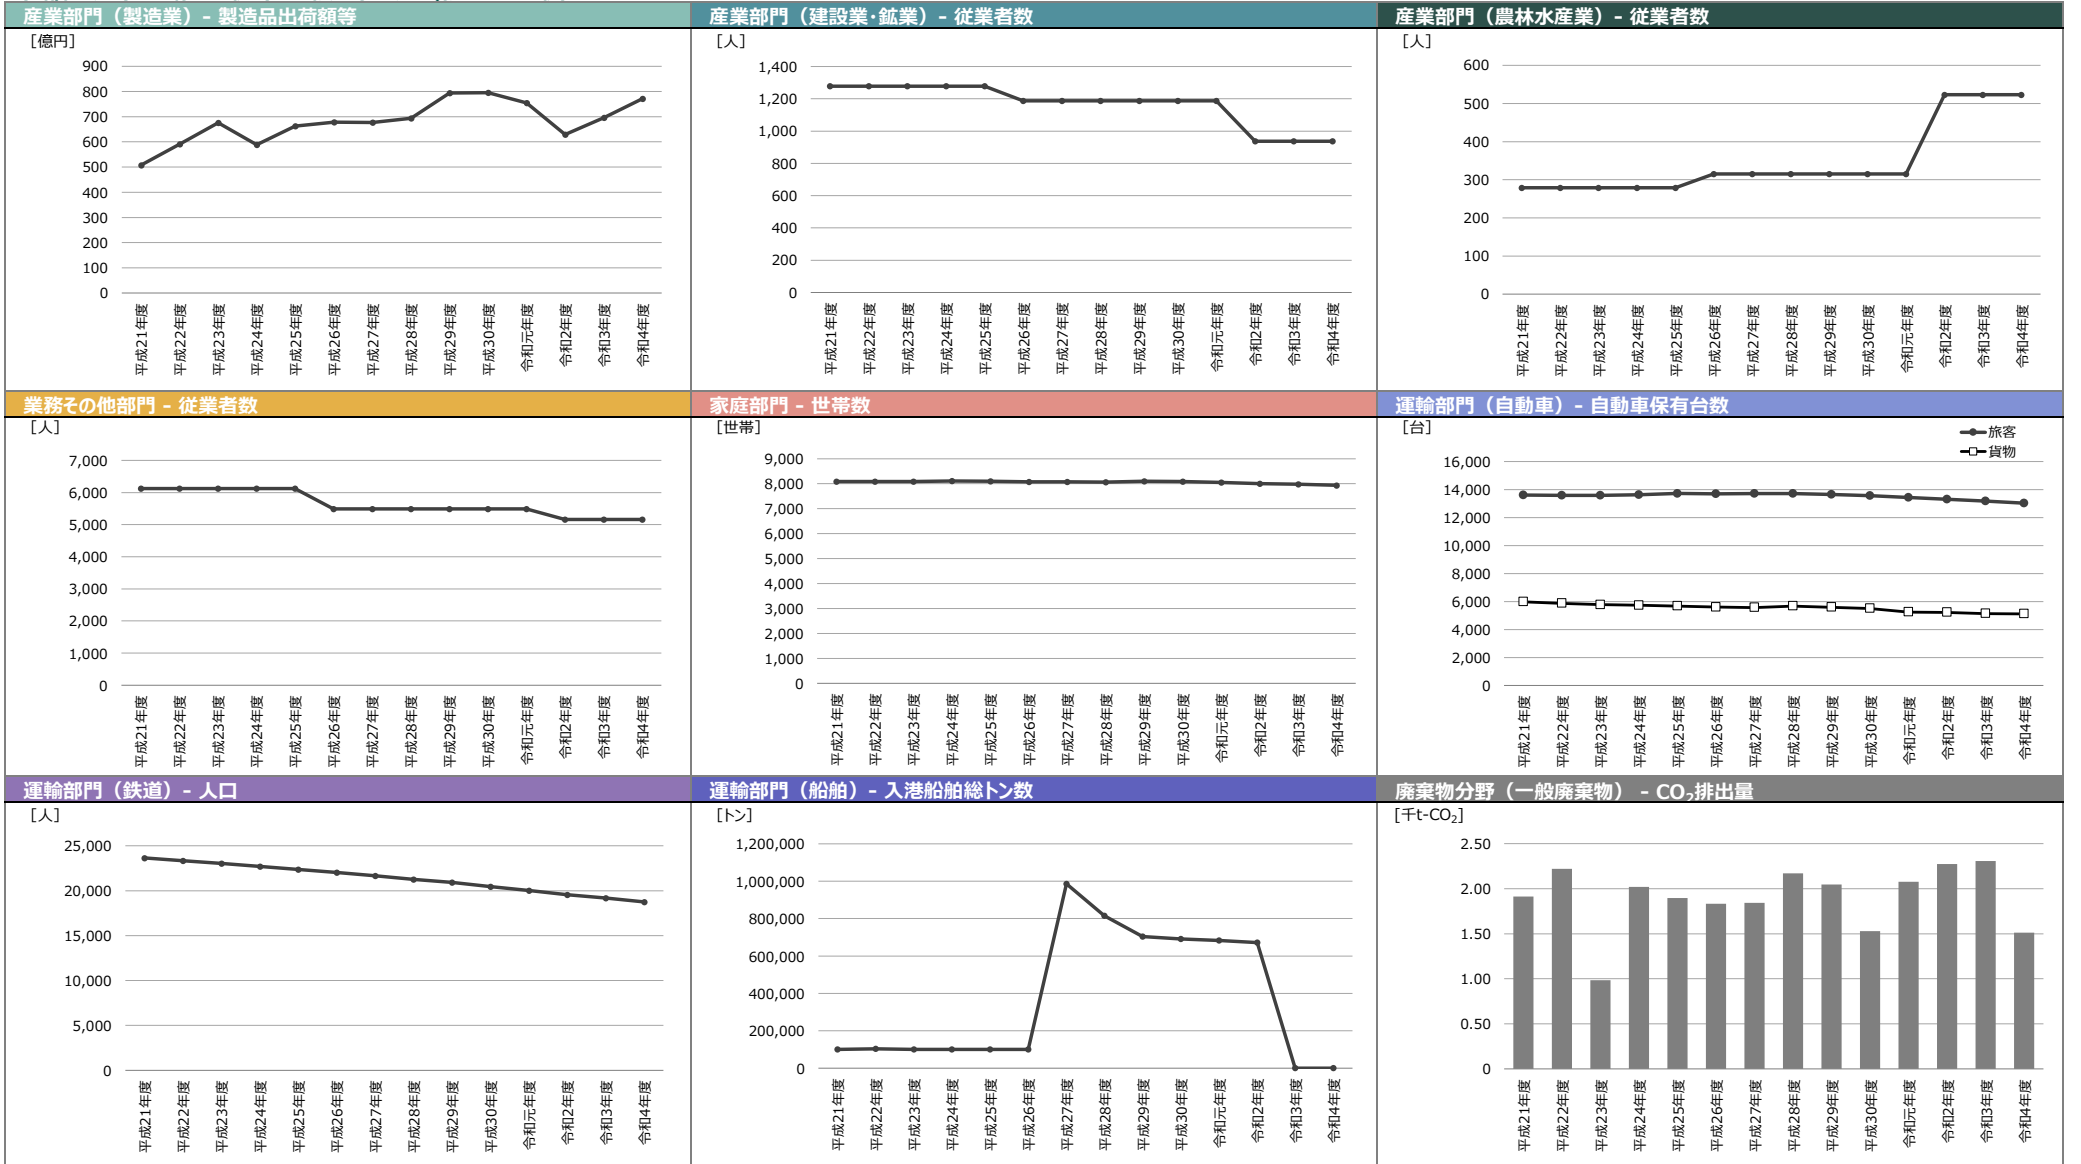 産業部門（製造業）- 製造品出荷額等
[億円]
900
800
700
600
500
400
300
200
100
0
平成21年度
平成22年度
平成23年度
平成24年度
平成25年度
平成26年度
平成27年度
平成28年度
平成29年度
平成30年度
令和元年度
令和2年度
令和3年度
令和4年度
産業部門（建設業･鉱業）- 従業者数
[人]
1,400
1,200
1,000
800
600
400
200
0
平成21年度
平成22年度
平成23年度
平成24年度
平成25年度
平成26年度
平成27年度
平成28年度
平成29年度
平成30年度
令和元年度
令和2年度
令和3年度
令和4年度
産業部門（農林水産業）- 従業者数
[人]
600
500
400
300
200
100
0
平成21年度
平成22年度
平成23年度
平成24年度
平成25年度
平成26年度
平成27年度
平成28年度
平成29年度
平成30年度
令和元年度
令和2年度
令和3年度
令和4年度
業務その他部門 - 従業者数
[人]
7,000
6,000
5,000
4,000
3,000
2,000
1,000
0
平成21年度
平成22年度
平成23年度
平成24年度
平成25年度
平成26年度
平成27年度
平成28年度
平成29年度
平成30年度
令和元年度
令和2年度
令和3年度
令和4年度
家庭部門 - 世帯数
[世帯]
9,000
8,000
7,000
6,000
5,000
4,000
3,000
2,000
1,000
0
平成21年度
平成22年度
平成23年度
平成24年度
平成25年度
平成26年度
平成27年度
平成28年度
平成29年度
平成30年度
令和元年度
令和2年度
令和3年度
令和4年度
運輸部門（自動車）- 自動車保有台数
[台]
旅客
貨物
16,000
14,000
12,000
10,000
8,000
6,000
4,000
2,000
0
平成21年度
平成22年度
平成23年度
平成24年度
平成25年度
平成26年度
平成27年度
平成28年度
平成29年度
平成30年度
令和元年度
令和2年度
令和3年度
令和4年度
運輸部門（鉄道）- 人口
[人]
25,000
20,000
15,000
10,000
5,000
0
平成21年度
平成22年度
平成23年度
平成24年度
平成25年度
平成26年度
平成27年度
平成28年度
平成29年度
平成30年度
令和元年度
令和2年度
令和3年度
令和4年度
運輸部門（船舶）- 入港船舶総トン数
[トン]
1,200,000
1,000,000
800,000
600,000
400,000
200,000
0
平成21年度
平成22年度
平成23年度
平成24年度
平成25年度
平成26年度
平成27年度
平成28年度
平成29年度
平成30年度
令和元年度
令和2年度
令和3年度
令和4年度
廃棄物分野（一般廃棄物） - CO₂排出量
[千t-CO₂]
2.50
2.00
1.50
1.00
0.50
0
平成21年度
平成22年度
平成23年度
平成24年度
平成25年度
平成26年度
平成27年度
平成28年度
平成29年度
平成30年度
令和元年度
令和2年度
令和3年度
令和4年度